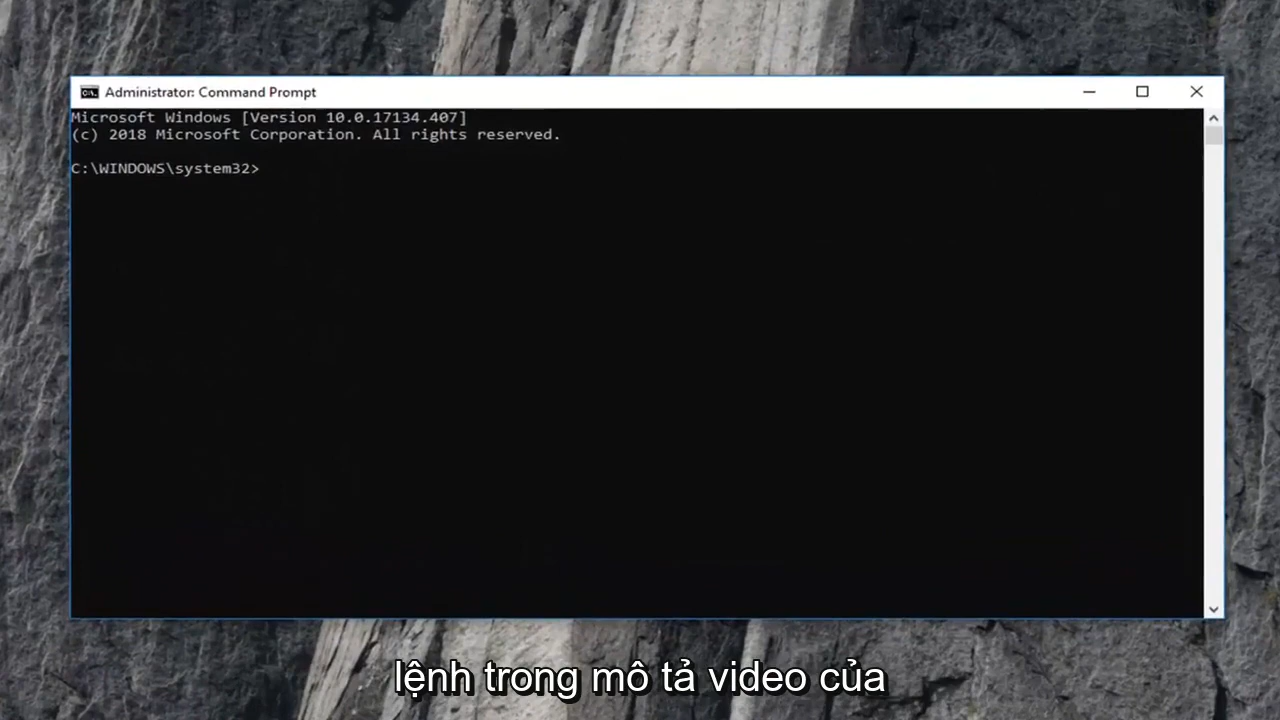 Administrator: Command Prompt
Microsoft Windows [Version 10.0.17134.407]
(c) 2018 Microsoft Corporation. All rights reserved.
C:\WINDOWS\system32>
lệnh trong mô tả video của